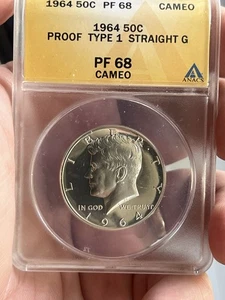 1964 50C PF 68 CAMEO
1964 50C
PROOF TYPE 1 STRAIGHT G
PF 68
CAMEO
ANACS
LIBERTY
IN GOD WE TRUST
1964